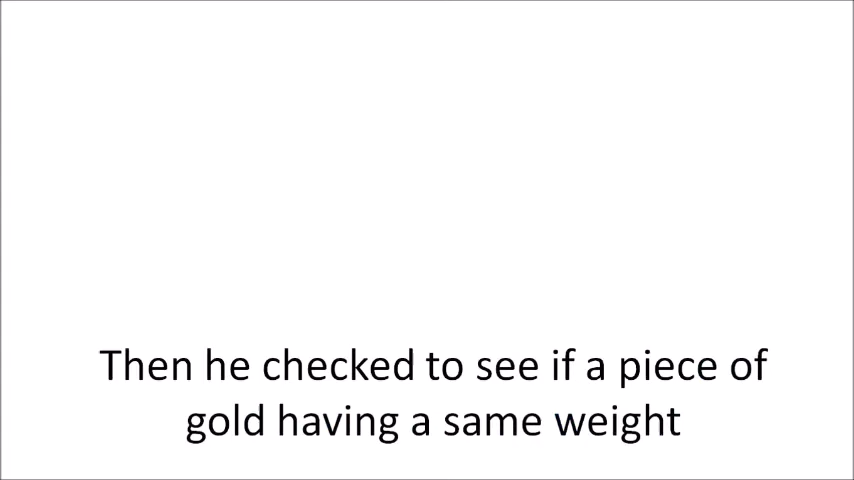 Then he checked to see if a piece of
gold having a same weight